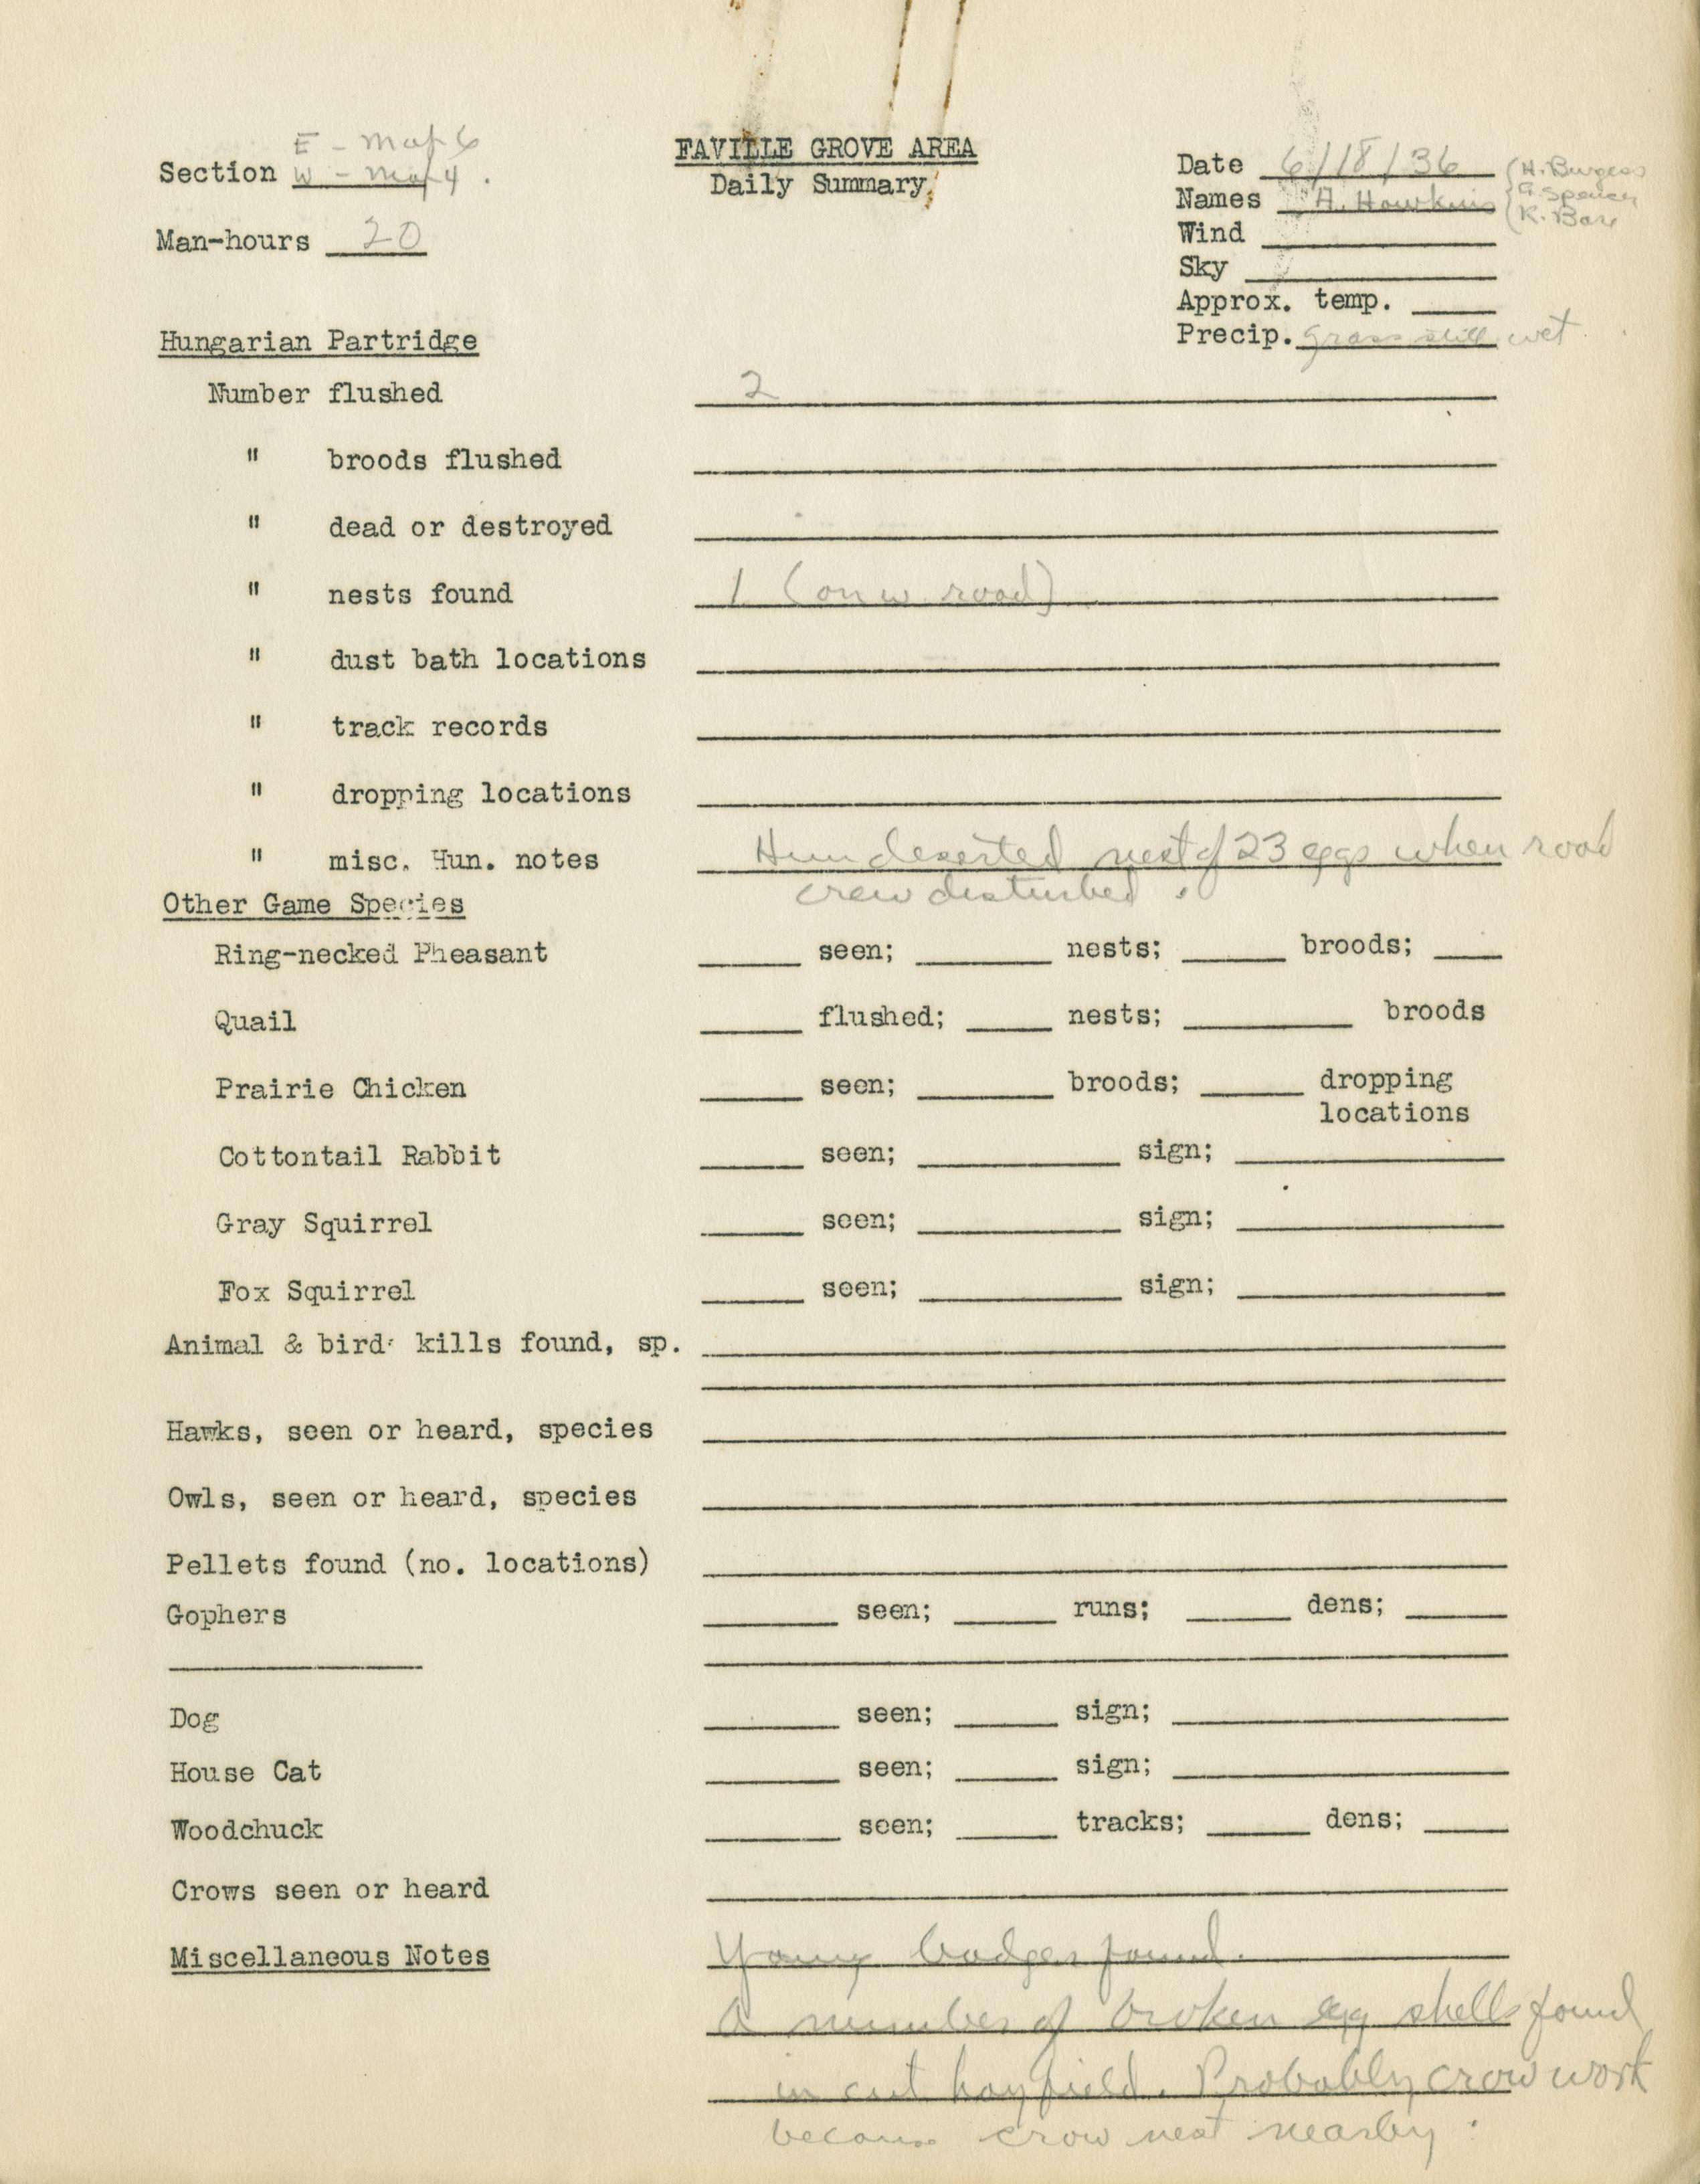 FAVILLE GROVE AREA
Daily Summary
Section E - Map 6
W - Map 4.
Man-hours 20
Date 6/18/36
Names A. Hawkins (H. Burgess
G. Spencer
K. Bare
Wind
Sky
Approx. temp.
Precip. grass still wet
Hungarian Partridge
Number flushed 2
" broods flushed
" dead or destroyed
" nests found 1 (on w. road)
" dust bath locations
" track records
" dropping locations
" misc. Hun. notes Hun deserted nest of 23 eggs when road
crew disturbed.
Other Game Species
Ring-necked Pheasant seen; nests; broods;
Quail flushed; nests; broods
Prairie Chicken seen; broods; dropping
locations
Cottontail Rabbit seen; sign;
Gray Squirrel seen; sign;
Fox Squirrel seen; sign;
Animal & bird kills found, sp.
Hawks, seen or heard, species
Owls, seen or heard, species
Pellets found (no. locations)
Gophers seen; runs; dens;
Dog seen; sign;
House Cat seen; sign;
Woodchuck seen; tracks; dens;
Crows seen or heard
Miscellaneous Notes Young badger found.
A number of broken egg shells found
in cut hayfield. Probably crow work
because crow nest nearby.